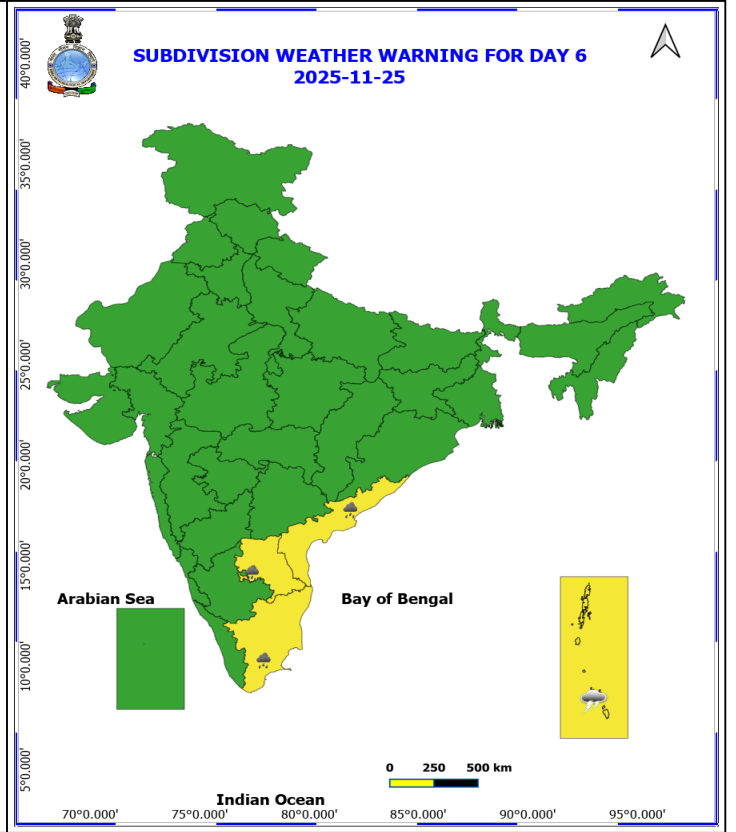 SUBDIVISION WEATHER WARNING FOR DAY 6
2025-11-25
40°0.000'
35°0.000'
30°0.000'
25°0.000'
20°0.000'
15°0.000'
10°0.000'
5°0.000'
Arabian Sea
Bay of Bengal
0 250 500 km
Indian Ocean
70°0.000' 75°0.000' 80°0.000' 85°0.000' 90°0.000' 95°0.000'